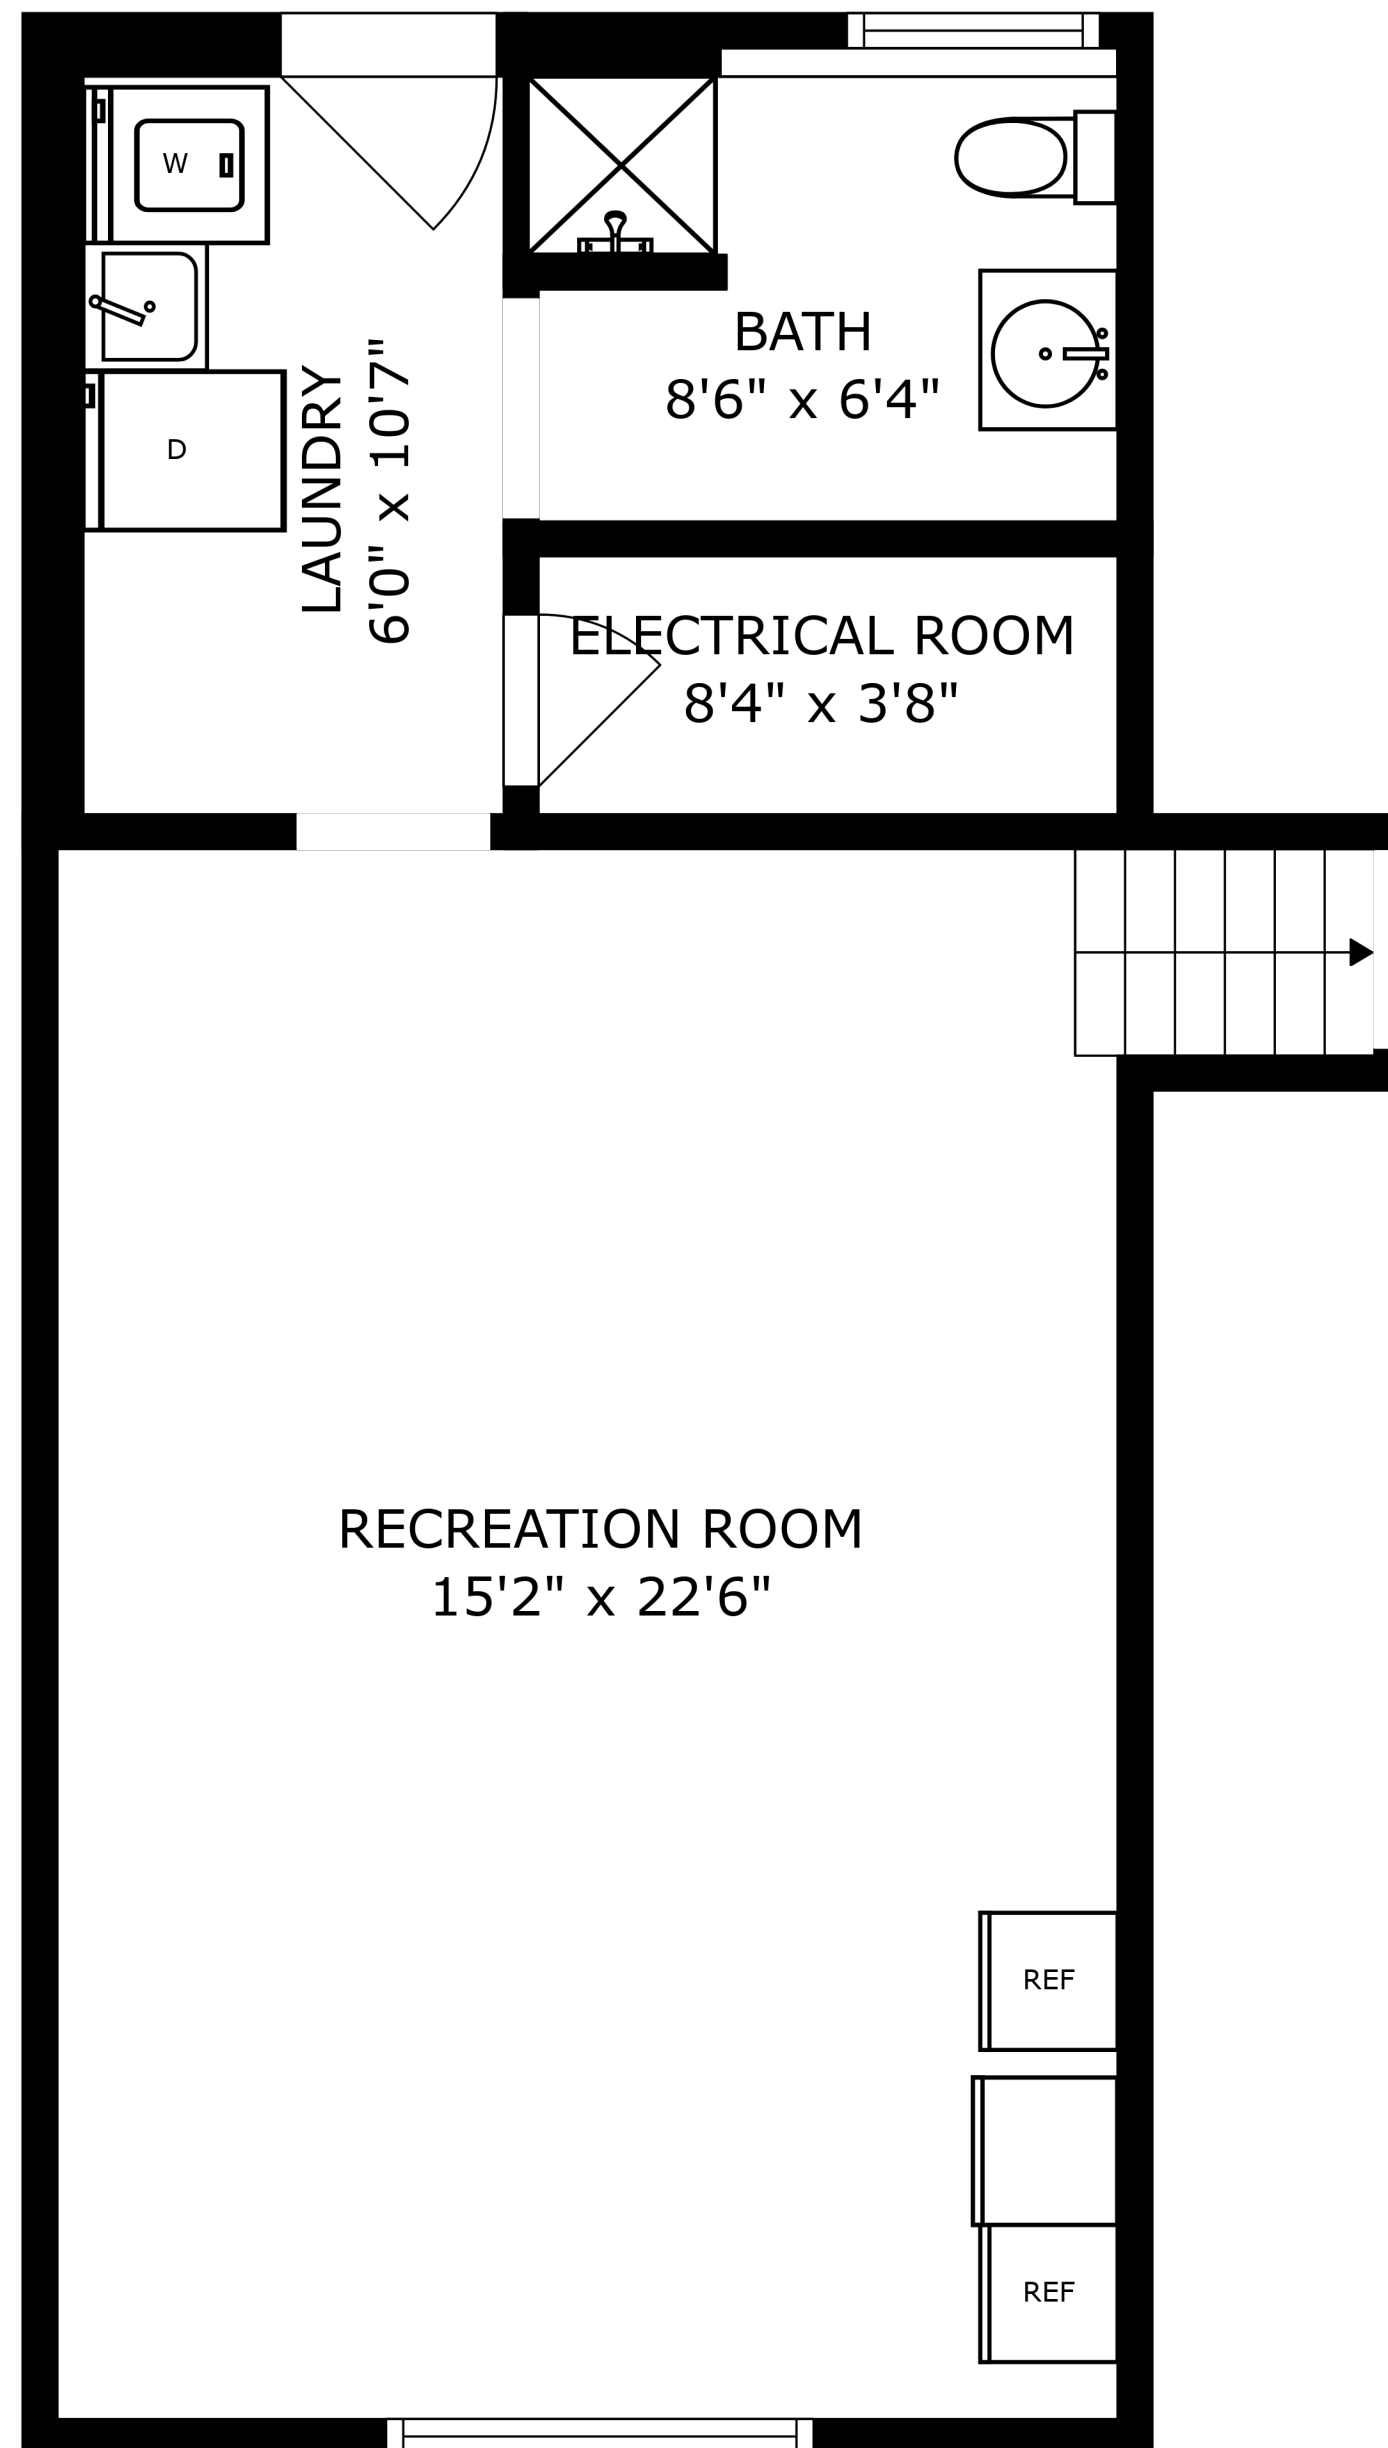 W
D
LAUNDRY
6'0" x 10'7"
BATH
8'6" x 6'4"
ELECTRICAL ROOM
8'4" x 3'8"
RECREATION ROOM
15'2" x 22'6"
REF
REF